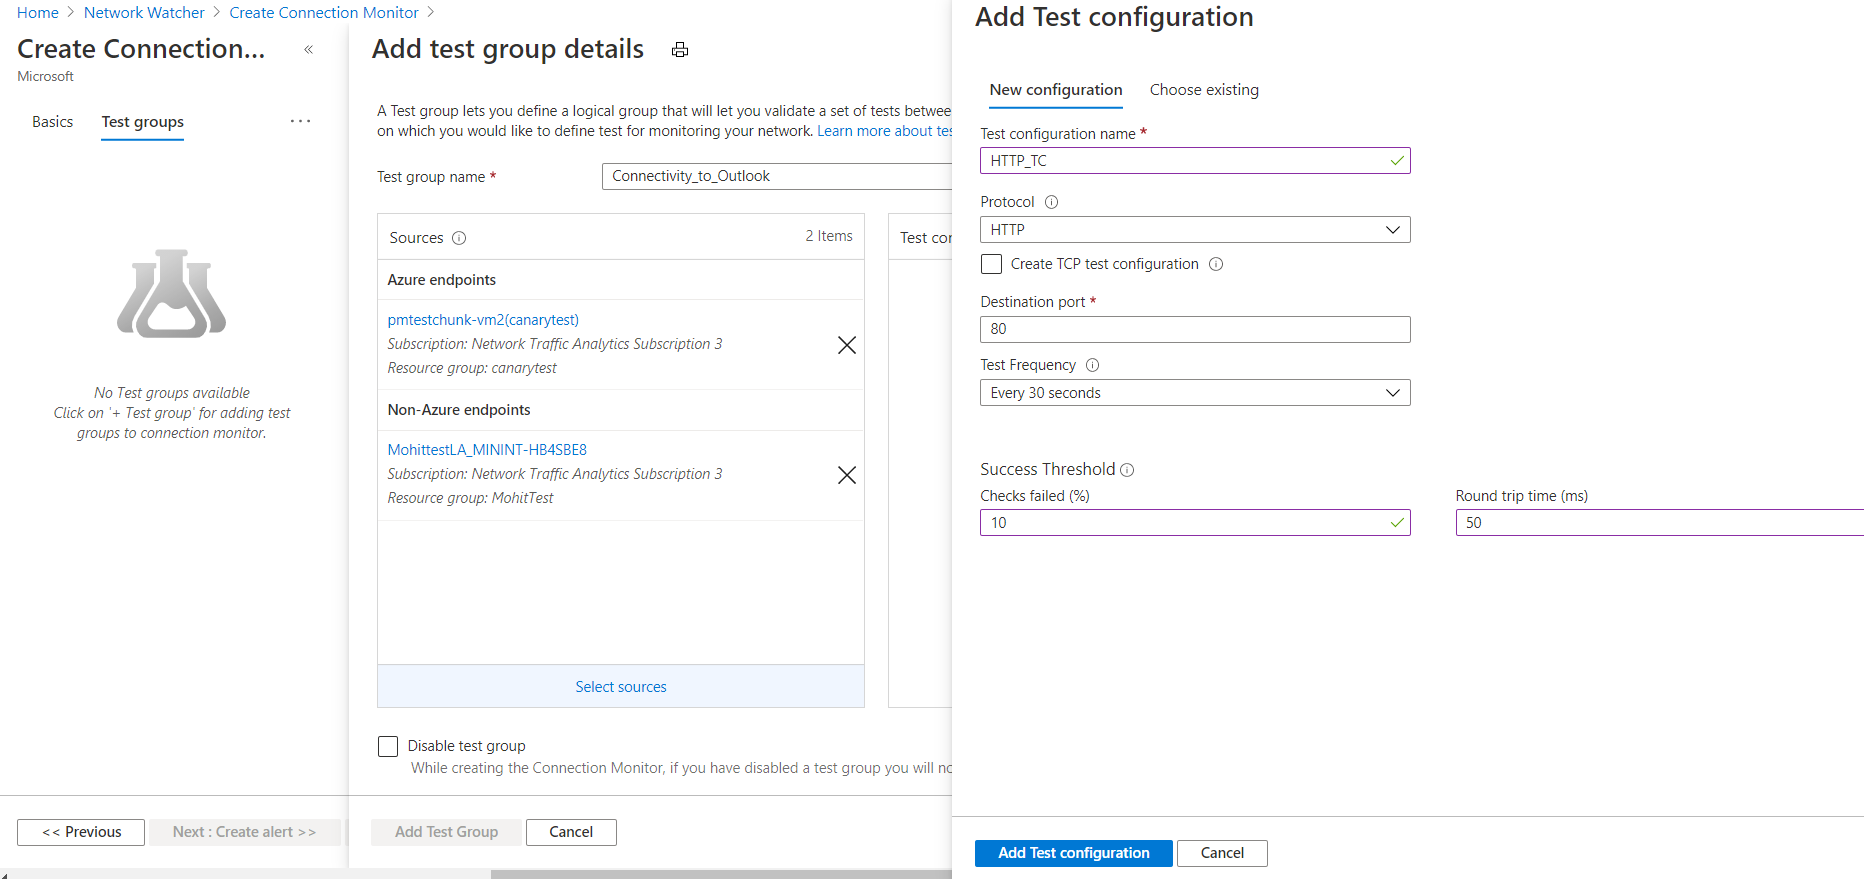 Home > Network Watcher > Create Connection Monitor >
Create Connection... «
Microsoft
Basics Test groups ...
No Test groups available
Click on '+ Test group' for adding test
groups to connection monitor.
<< Previous Next : Create alert >>
Add test group details
A Test group lets you define a logical group that will let you validate a set of tests betwee
on which you would like to define test for monitoring your network. Learn more about tes
Test group name * Connectivity_to_Outlook
Sources 2 Items
Azure endpoints
pmtestchunk-vm2(canarytest)
Subscription: Network Traffic Analytics Subscription 3
Resource group: canarytest
Non-Azure endpoints
MohittestLA_MININT-HB4SBE8
Subscription: Network Traffic Analytics Subscription 3
Resource group: MohitTest
Select sources
Test cor
Disable test group
While creating the Connection Monitor, if you have disabled a test group you will no
Add Test Group Cancel
Add Test configuration
New configuration Choose existing
Test configuration name *
HTTP_TC
Protocol
HTTP
Create TCP test configuration
Destination port *
80
Test Frequency
Every 30 seconds
Success Threshold
Checks failed (%) Round trip time (ms)
10 50
Add Test configuration Cancel